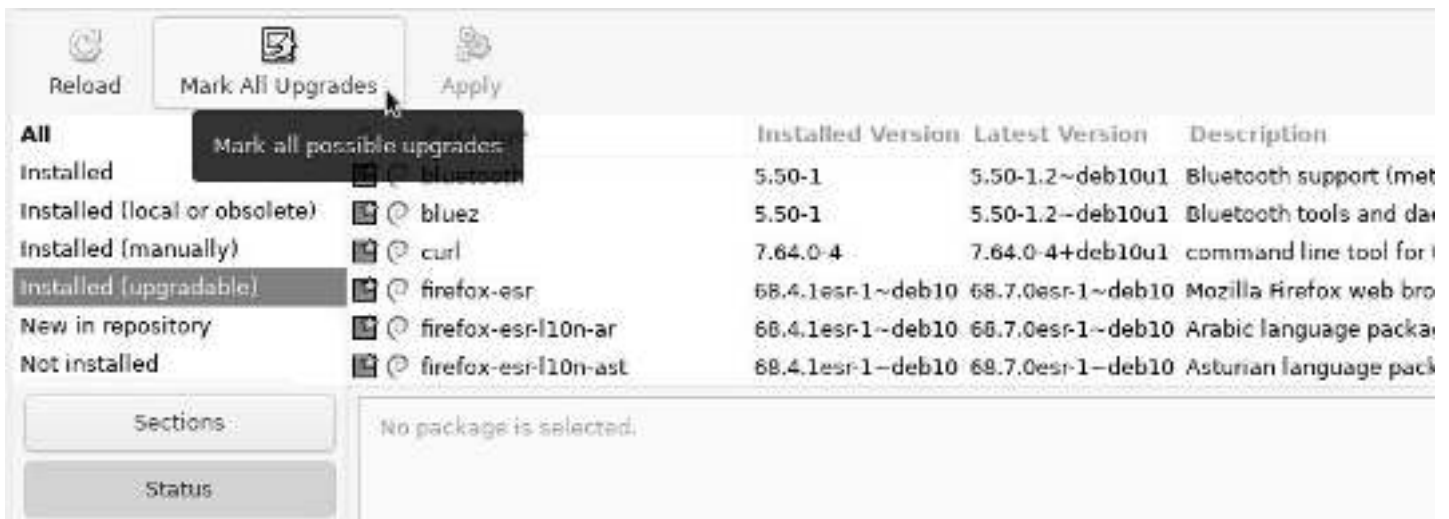 Reload Mark All Upgrades Apply
All Package Installed Version Latest Version Description
Mark all possible upgrades
Installed bluetooth 5.50-1 5.50-1.2~deb10u1 Bluetooth support (met
Installed (local or obsolete) bluez 5.50-1 5.50-1.2~deb10u1 Bluetooth tools and dae
Installed (manually) curl 7.64.0-4 7.64.0-4+deb10u1 command line tool for
Installed (upgradable) firefox-esr 68.4.1esr-1~deb10 68.7.0esr-1~deb10 Mozilla Firefox web bro
New in repository firefox-esr-l10n-ar 68.4.1esr-1~deb10 68.7.0esr-1~deb10 Arabic language packag
Not installed firefox-esr-l10n-ast 68.4.1esr-1~deb10 68.7.0esr-1~deb10 Asturian language pack
Sections
No package is selected.
Status